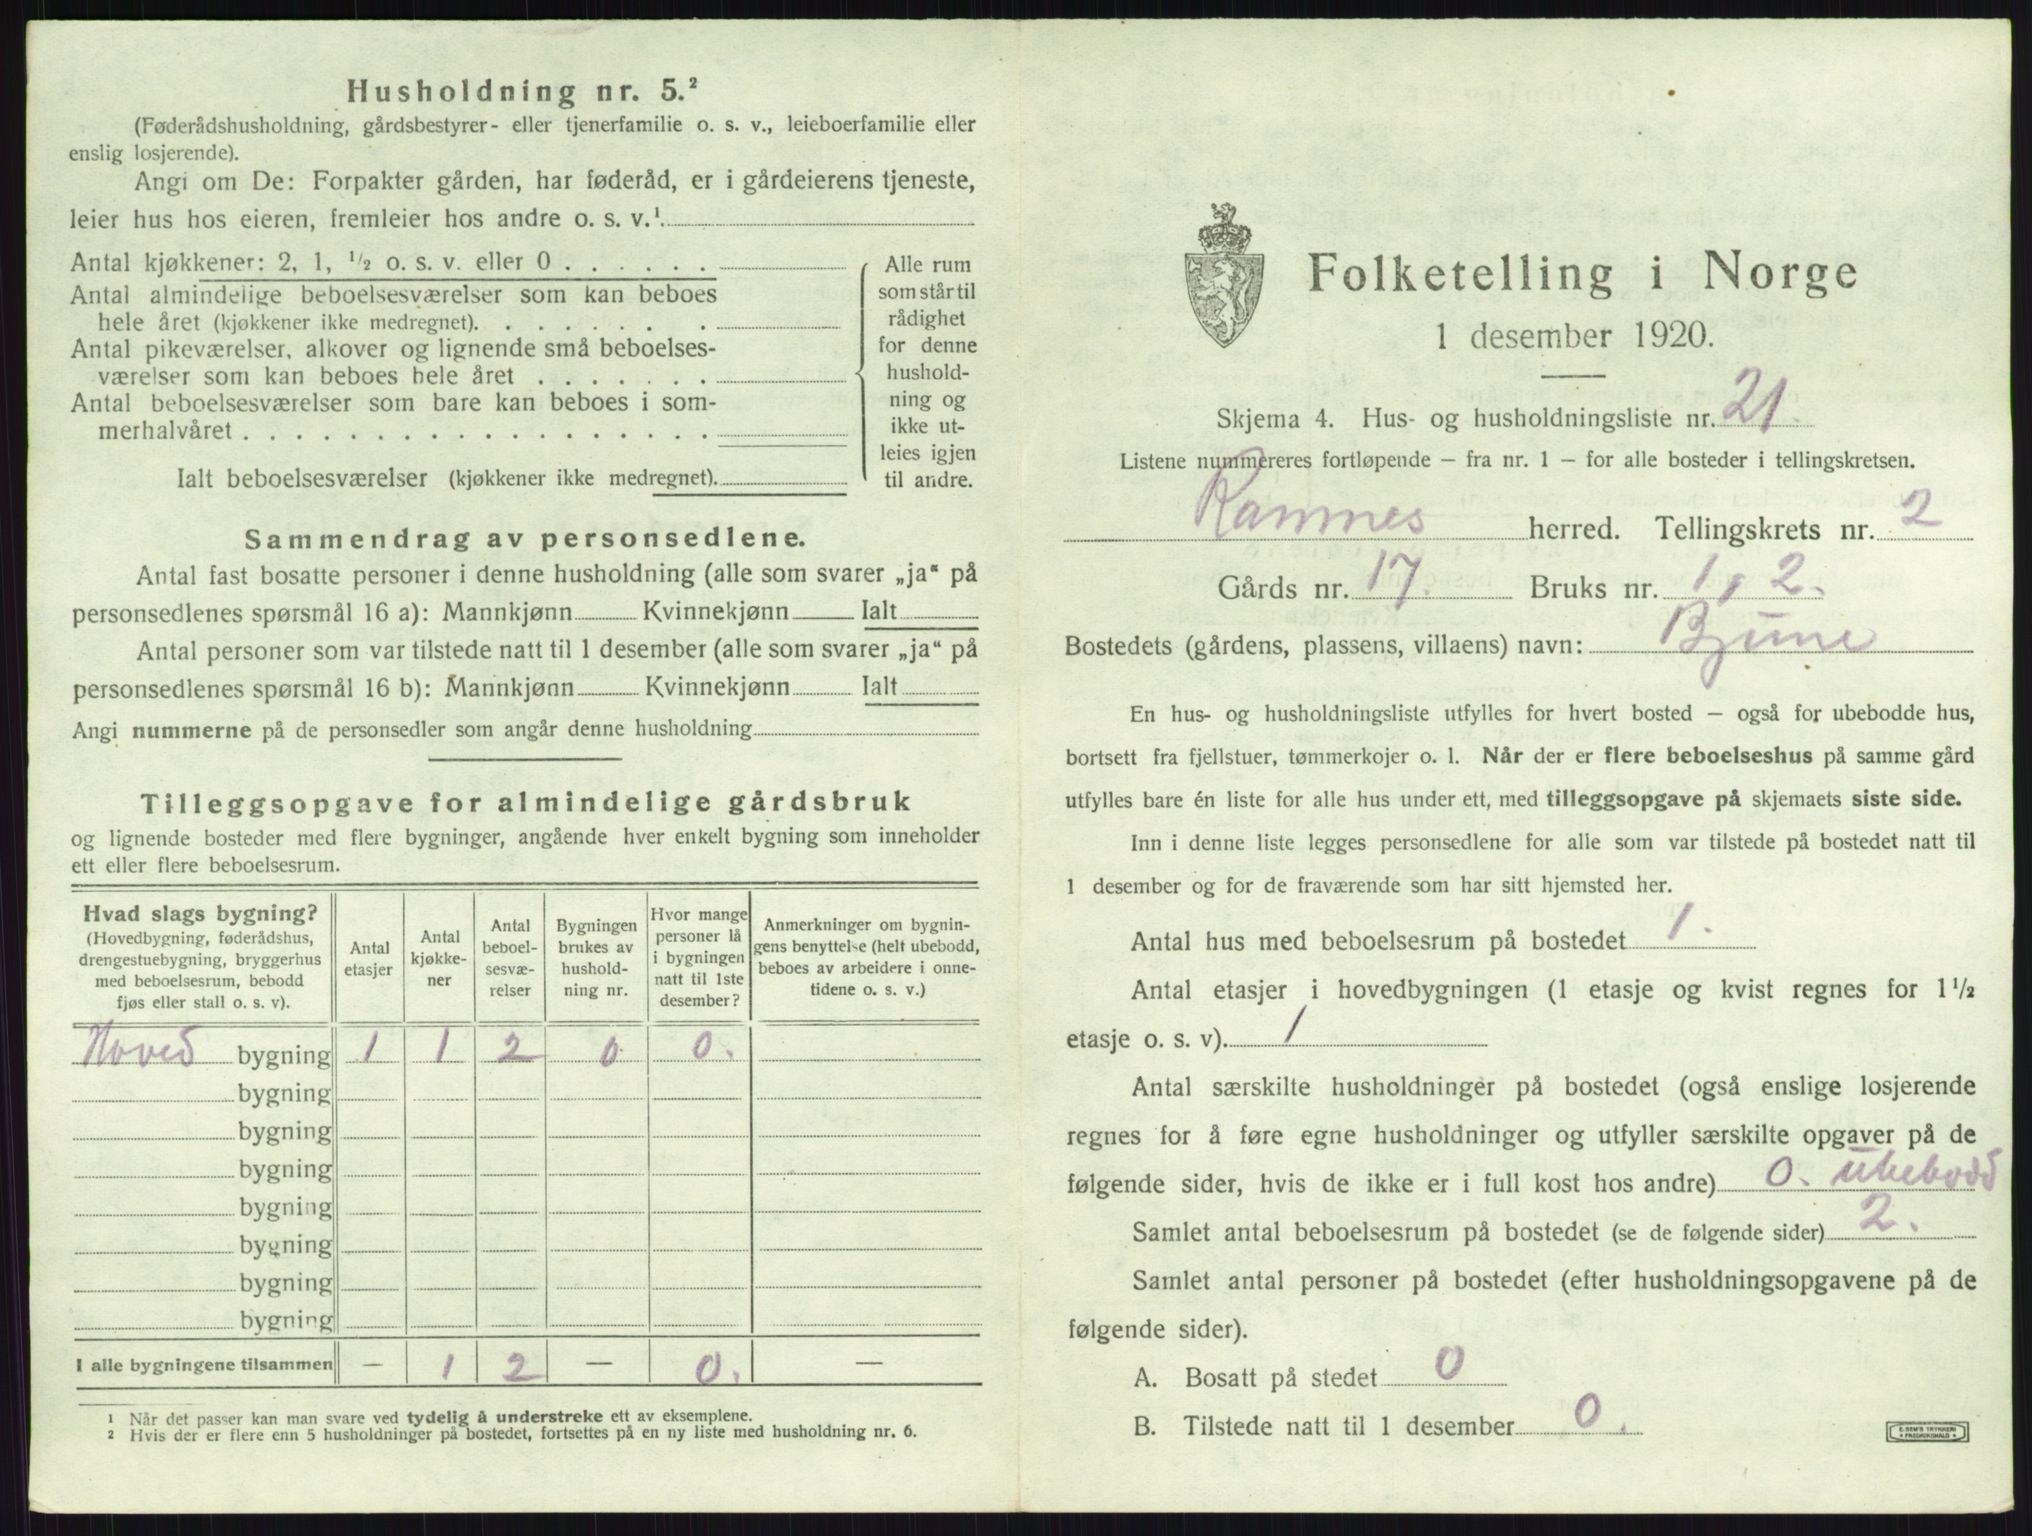 Husholdning nr. 5.²
(Føderådshusholdning, gårdsbestyrer- eller tjenerfamilie o. s. v., leieboerfamilie eller
enslig losjerende).
Angi om De: Forpakter gården, har føderåd, er i gårdeierens tjeneste,
leier hus hos eieren, fremleier hos andre o. s. v.¹
Antal kjøkkener: 2, 1, ½ o. s. v. eller 0 . . . . . .
Antal almindelige beboelsesværelser som kan beboes
hele året (kjøkkener ikke medregnet). . . . . . . .
Antal pikeværelser, alkover og lignende små beboelses-
værelser som kan beboes hele året . . . . . . .
Antal beboelsesværelser som bare kan beboes i som-
merhalvåret . . . . . . . . . . . . . . . . . .
Ialt beboelsesværelser (kjøkkener ikke medregnet).
Alle rum
som står til
rådighet
for denne
hushold-
ning og
ikke ut-
leies igjen
til andre.
Sammendrag av personsedlene.
Antal fast bosatte personer i denne husholdning (alle som svarer „ja“ på
personsedlenes spørsmål 16 a): Mannkjønn Kvinnekjønn Ialt
Antal personer som var tilstede natt til 1 desember (alle som svarer „ja“ på
personsedlenes spørsmål 16 b): Mannkjønn Kvinnekjønn Ialt
Angi nummerne på de personsedler som angår denne husholdning
Tilleggsopgave for almindelige gårdsbruk
og lignende bosteder med flere bygninger, angående hver enkelt bygning som inneholder
ett eller flere beboelsesrum.
Hvad slags bygning?
(Hovedbygning, føderådshus,
drengestuebygning, bryggerhus
med beboelsesrum, bebodd
fjøs eller stall o. s. v).
Antal
etasjer
Antal
kjøkke-
ner
Antal
beboel-
sesvæ-
relser
Bygningen
brukes av
hushold-
ning nr.
Hvor mange
personer lå
i bygningen
natt til 1ste
desember?
Anmerkninger om bygnin-
gens benyttelse (helt ubebodd,
beboes av arbeidere i onne-
tidene o. s. v.)
Hoved bygning 1 1 2 0 0.
bygning
bygning
bygning
bygning
bygning
bygning
bygning
I alle bygningene tilsammen — 1 2 — 0. —
1 Når det passer kan man svare ved tydelig å understreke ett av eksemplene.
2 Hvis der er flere enn 5 husholdninger på bostedet, fortsettes på en ny liste med husholdning nr. 6.
Folketelling i Norge
1 desember 1920.
Skjema 4. Hus- og husholdningsliste nr. 21.
Listene nummereres fortløpende – fra nr. 1 – for alle bosteder i tellingskretsen.
Ramnes herred. Tellingskrets nr. 2
Gårds nr. 17. Bruks nr. 1, 2.
Bostedets (gårdens, plassens, villaens) navn: Bjune
En hus- og husholdningsliste utfylles for hvert bosted – også for ubebodde hus,
bortsett fra fjellstuer, tømmerkojer o. l. Når der er flere beboelseshus på samme gård
utfylles bare én liste for alle hus under ett, med tilleggsopgave på skjemaets siste side.
Inn i denne liste legges personsedlene for alle som var tilstede på bostedet natt til
1 desember og for de fraværende som har sitt hjemsted her.
Antal hus med beboelsesrum på bostedet 1.
Antal etasjer i hovedbygningen (1 etasje og kvist regnes for 1½
etasje o. s. v). 1
Antal særskilte husholdninger på bostedet (også enslige losjerende
regnes for å føre egne husholdninger og utfyller særskilte opgaver på de
følgende sider, hvis de ikke er i full kost hos andre) 0. ubebodd
Samlet antal beboelsesrum på bostedet (se de følgende sider) 2.
Samlet antal personer på bostedet (efter husholdningsopgavene på de
følgende sider).
A. Bosatt på stedet 0
B. Tilstede natt til 1 desember 0.
E. SEM'S TRYKKERI
FREDRIKSHALD